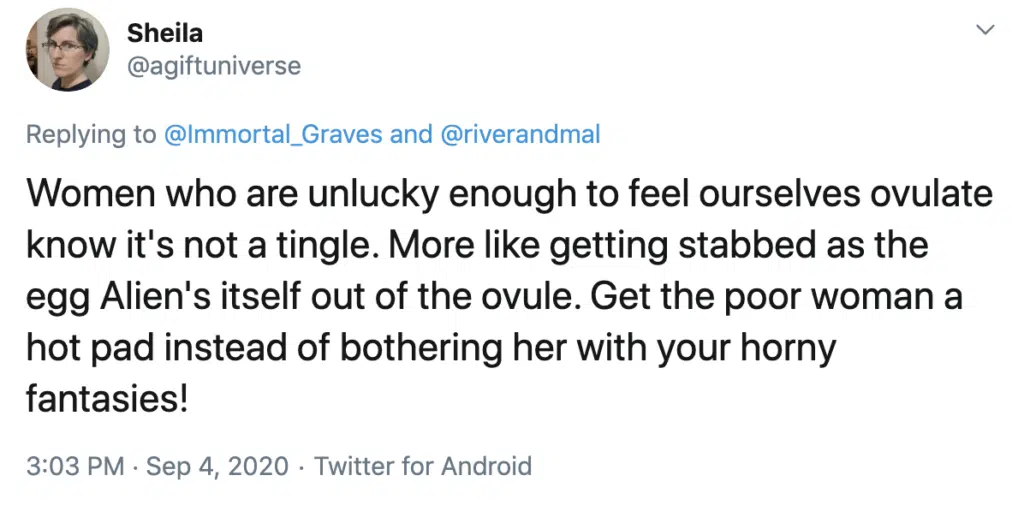 Sheila
@agiftuniverse
Replying to @Immortal_Graves and @riverandmal
Women who are unlucky enough to feel ourselves ovulate
know it's not a tingle. More like getting stabbed as the
egg Alien's itself out of the ovule. Get the poor woman a
hot pad instead of bothering her with your horny
fantasies!
3:03 PM · Sep 4, 2020 · Twitter for Android